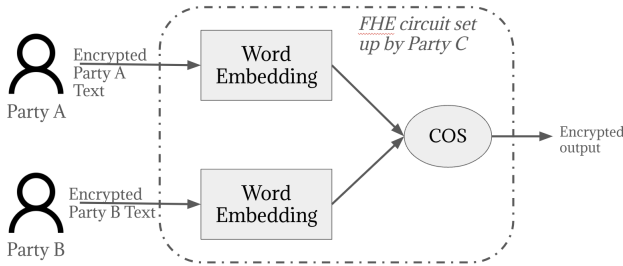 FHE circuit set
up by Party C
Encrypted
Party A
Text
Word
Embedding
Party A
COS
Encrypted
output
Encrypted
Party B Text
Word
Embedding
Party B